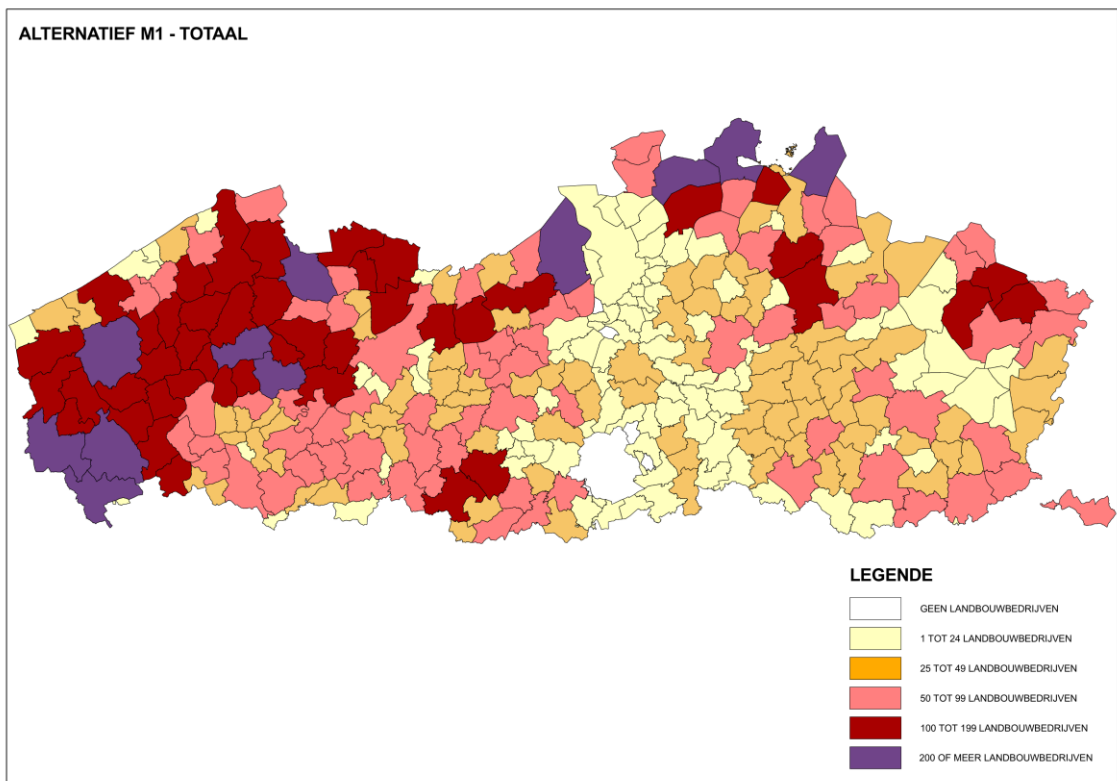 ALTERNATIEF M1 - TOTAAL
LEGENDE
GEEN LANDBOUWBEDRIJVEN
1 TOT 24 LANDBOUWBEDRIJVEN
25 TOT 49 LANDBOUWBEDRIJVEN
50 TOT 99 LANDBOUWBEDRIJVEN
100 TOT 199 LANDBOUWBEDRIJVEN
200 OF MEER LANDBOUWBEDRIJVEN